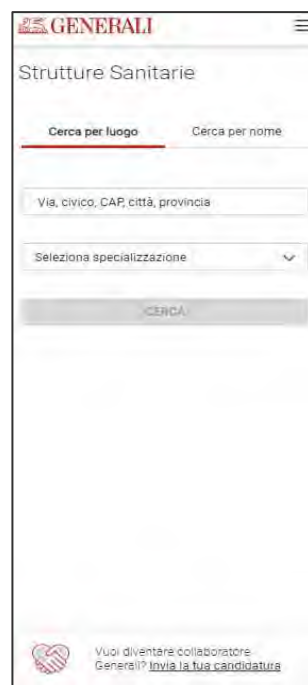 GENERALI
Strutture Sanitarie
Cerca per luogo
Cerca per nome
Via, civico, CAP, città, provincia
Seleziona specializzazione
CERCA
Vuoi diventare collaboratore
Generali? Invia la tua candidatura